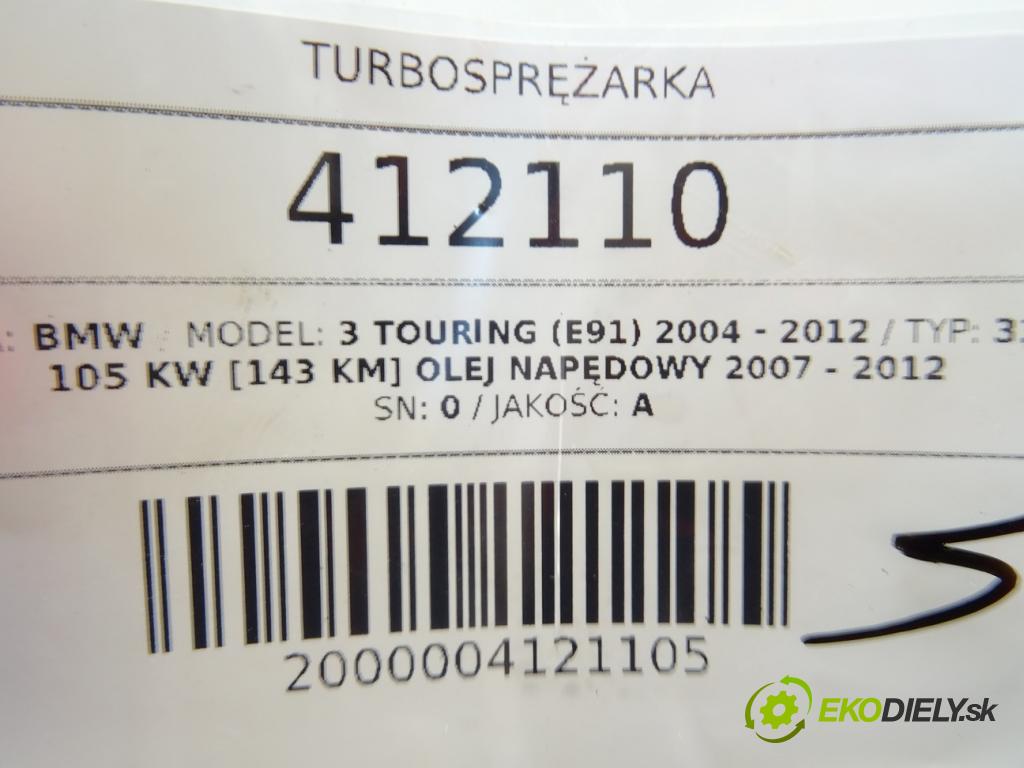 TURBOSPRĘŻARKA
412110
BMW MODEL: 3 TOURING (E91) 2004 - 2012 / TYP:
105 KW [143 KM] OLEJ NAPĘDOWY 2007 - 2012
SN: 0 / JAKOŚĆ: A
2000004121105
EKODIELY.sk